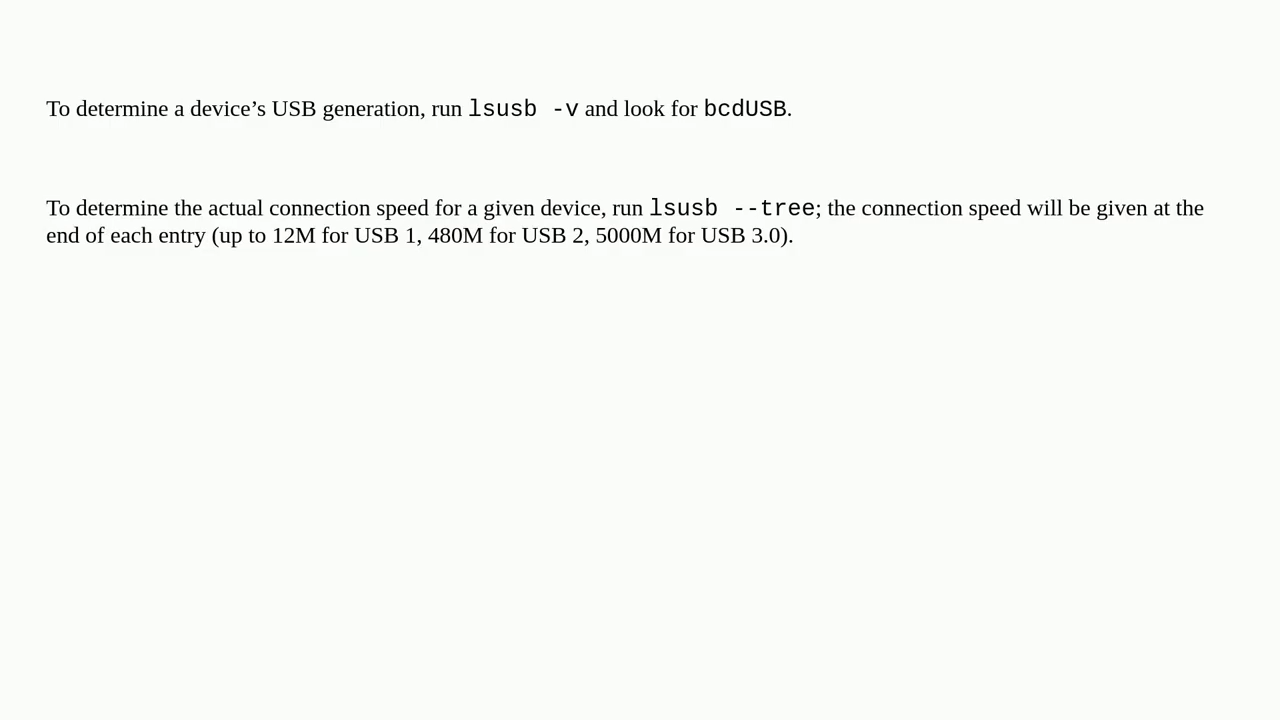 To determine a device’s USB generation, run lsusb -v and look for bcdUSB.
To determine the actual connection speed for a given device, run lsusb --tree; the connection speed will be given at the
end of each entry (up to 12M for USB 1, 480M for USB 2, 5000M for USB 3.0).